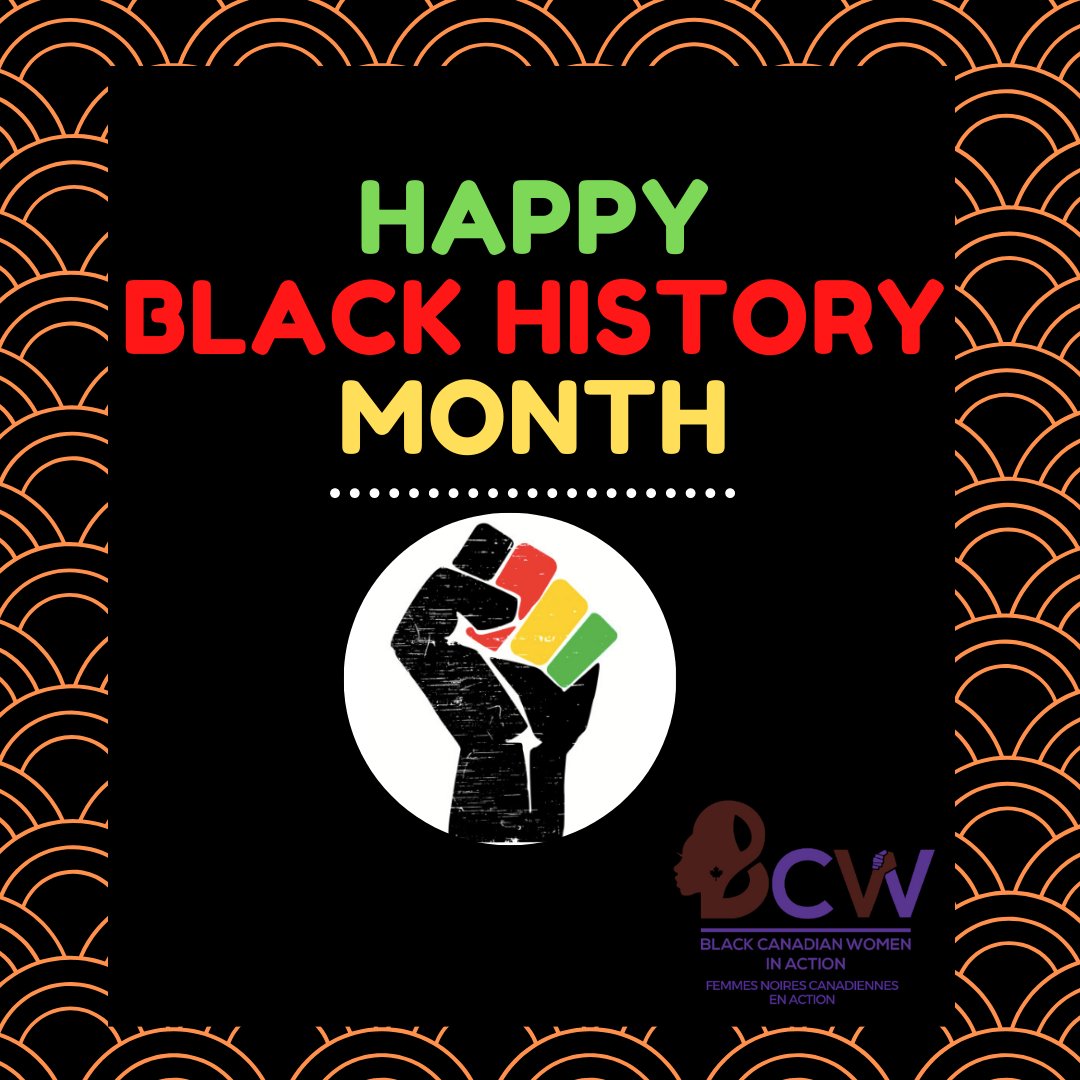 HAPPY
BLACK HISTORY
MONTH
BCW
BLACK CANADIAN WOMEN
IN ACTION
FEMMES NOIRES CANADIENNES
EN ACTION